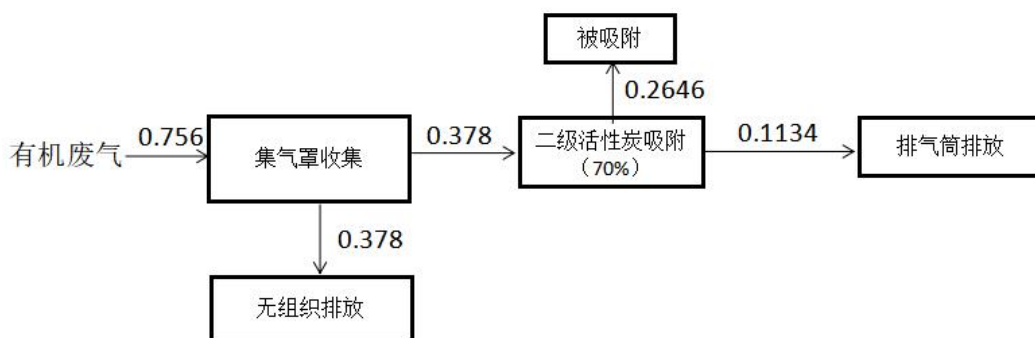 被吸附
0.2646
有机废气
0.756
集气罩收集
0.378
二级活性炭吸附
（70%）
0.1134
排气筒排放
0.378
无组织排放